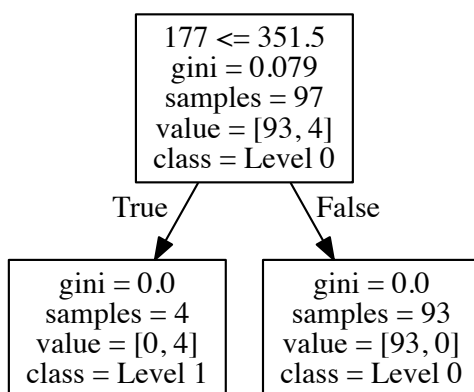 177 <= 351.5
gini = 0.079
samples = 97
value = [93, 4]
class = Level 0
True
False
gini = 0.0
samples = 4
value = [0, 4]
class = Level 1
gini = 0.0
samples = 93
value = [93, 0]
class = Level 0